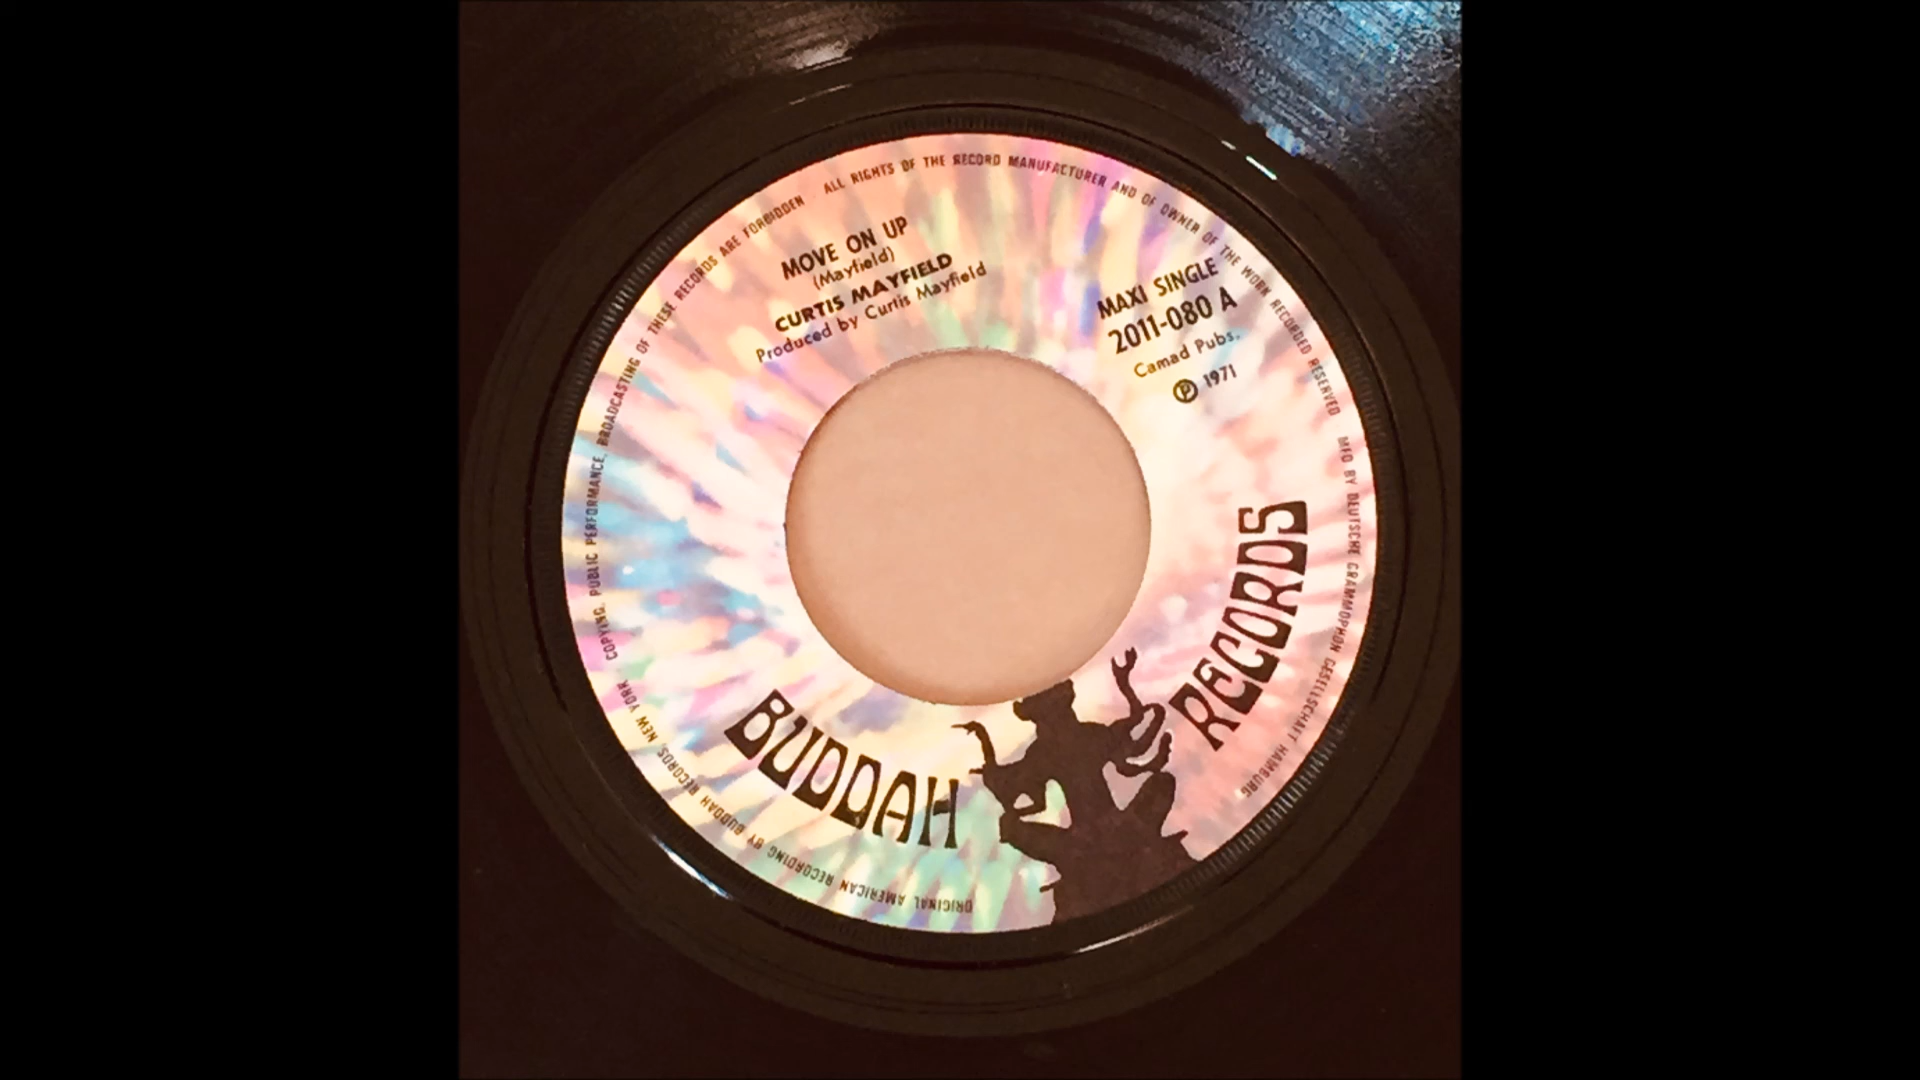 MOVE ON UP
(Mayfield)
CURTIS MAYFIELD
Produced by Curtis Mayfield
MAXI SINGLE
2011-080 A
Camad Pubs.
Ⓟ 1971
BUDDAH RECORDS
ORIGINAL AMERICAN RECORDING BY BUDDAH RECORDS, NEW YORK COPYING, PUBLIC PERFORMANCE, BROADCASTING OF THESE RECORDS ARE FORBIDDEN ALL RIGHTS OF THE RECORD MANUFACTURER AND OF OWNER OF THE WORK RECORDED RESERVED MFD BY DEUTSCHE GRAMMOPHON GESELLSCHAFT HAMBURG